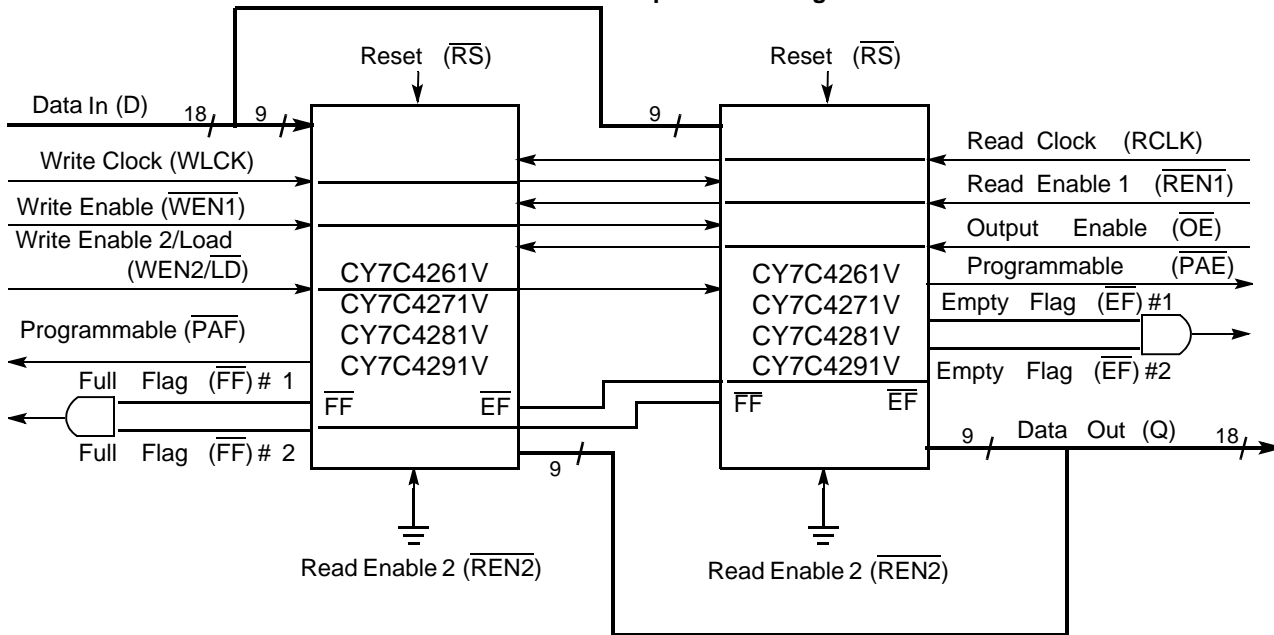 Reset (RS)
Reset (RS)
Data In (D)
18
9
9
Write Clock (WLCK)
Read Clock (RCLK)
Write Enable (WEN1)
Read Enable 1 (REN1)
Write Enable 2/Load
(WEN2/LD)
Output Enable (OE)
Programmable (PAE)
CY7C4261V
CY7C4271V
CY7C4281V
CY7C4291V
CY7C4261V
CY7C4271V
CY7C4281V
CY7C4291V
Programmable (PAF)
Empty Flag (EF) #1
Empty Flag (EF) #2
Full Flag (FF) # 1
Full Flag (FF) # 2
FF
EF
FF
EF
9
9
Data Out (Q)
18
Read Enable 2 (REN2)
Read Enable 2 (REN2)